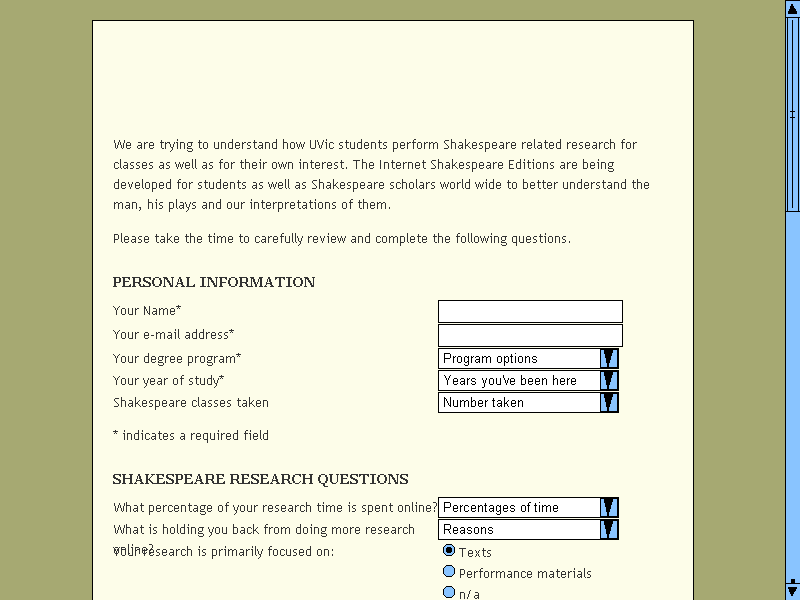 We are trying to understand how UVic students perform Shakespeare related research for
classes as well as for their own interest. The Internet Shakespeare Editions are being
developed for students as well as Shakespeare scholars world wide to better understand the
man, his plays and our interpretations of them.
Please take the time to carefully review and complete the following questions.
PERSONAL INFORMATION
Your Name*
Your e-mail address*
Your degree program* Program options
Your year of study* Years you've been here
Shakespeare classes taken Number taken
* indicates a required field
SHAKESPEARE RESEARCH QUESTIONS
What percentage of your research time is spent online? Percentages of time
What is holding you back from doing more research Reasons
online?
Your research is primarily focused on: Texts
Performance materials
n/a